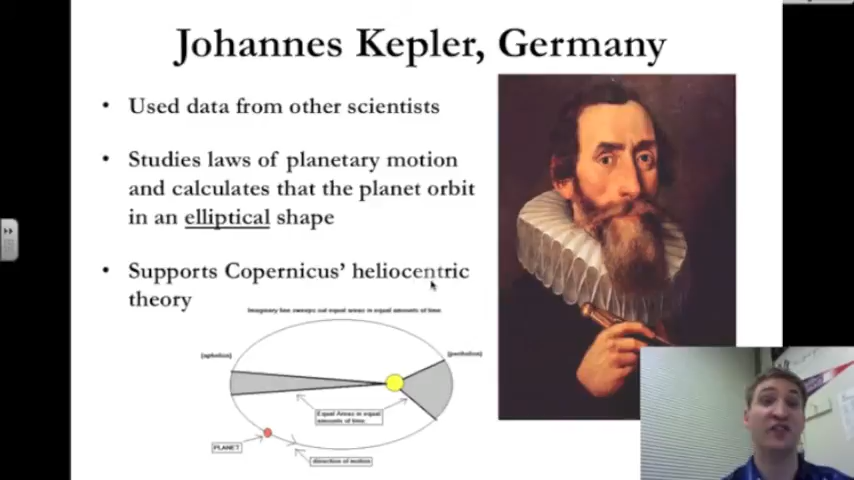 Johannes Kepler, Germany
• Used data from other scientists
• Studies laws of planetary motion
and calculates that the planet orbit
in an elliptical shape
• Supports Copernicus' heliocentric
theory
Imaginary line sweeps out equal areas in equal amounts of time.
(aphelion)
(perihelion)
Equal Areas in equal
amounts of time.
PLANET
direction of motion